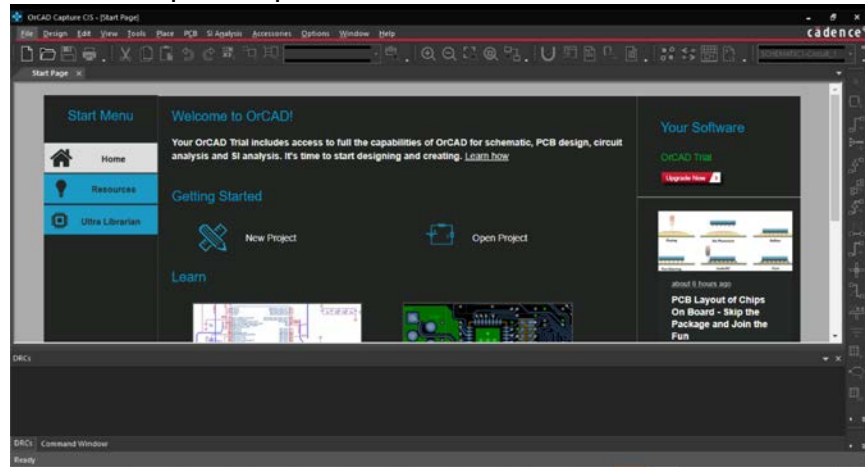 OrCAD Capture CIS - [Start Page]
File Design Edit View Tools Place PCB SI Analysis Accessories Options Window Help
cādence
SCHEMATIC1-Circuit 1
Start Page
Start Menu
Home
Resources
Ultra Librarian
Welcome to OrCAD!
Your OrCAD Trial includes access to full the capabilities of OrCAD for schematic, PCB design, circuit
analysis and SI analysis. It's time to start designing and creating. Learn how
Getting Started
New Project
Open Project
Learn
Your Software
OrCAD Trial
Upgrade Now
about 6 hours ago
PCB Layout of Chips
On Board - Skip the
Package and Join the
Fun
DRCs
DRCs Command Window
Ready